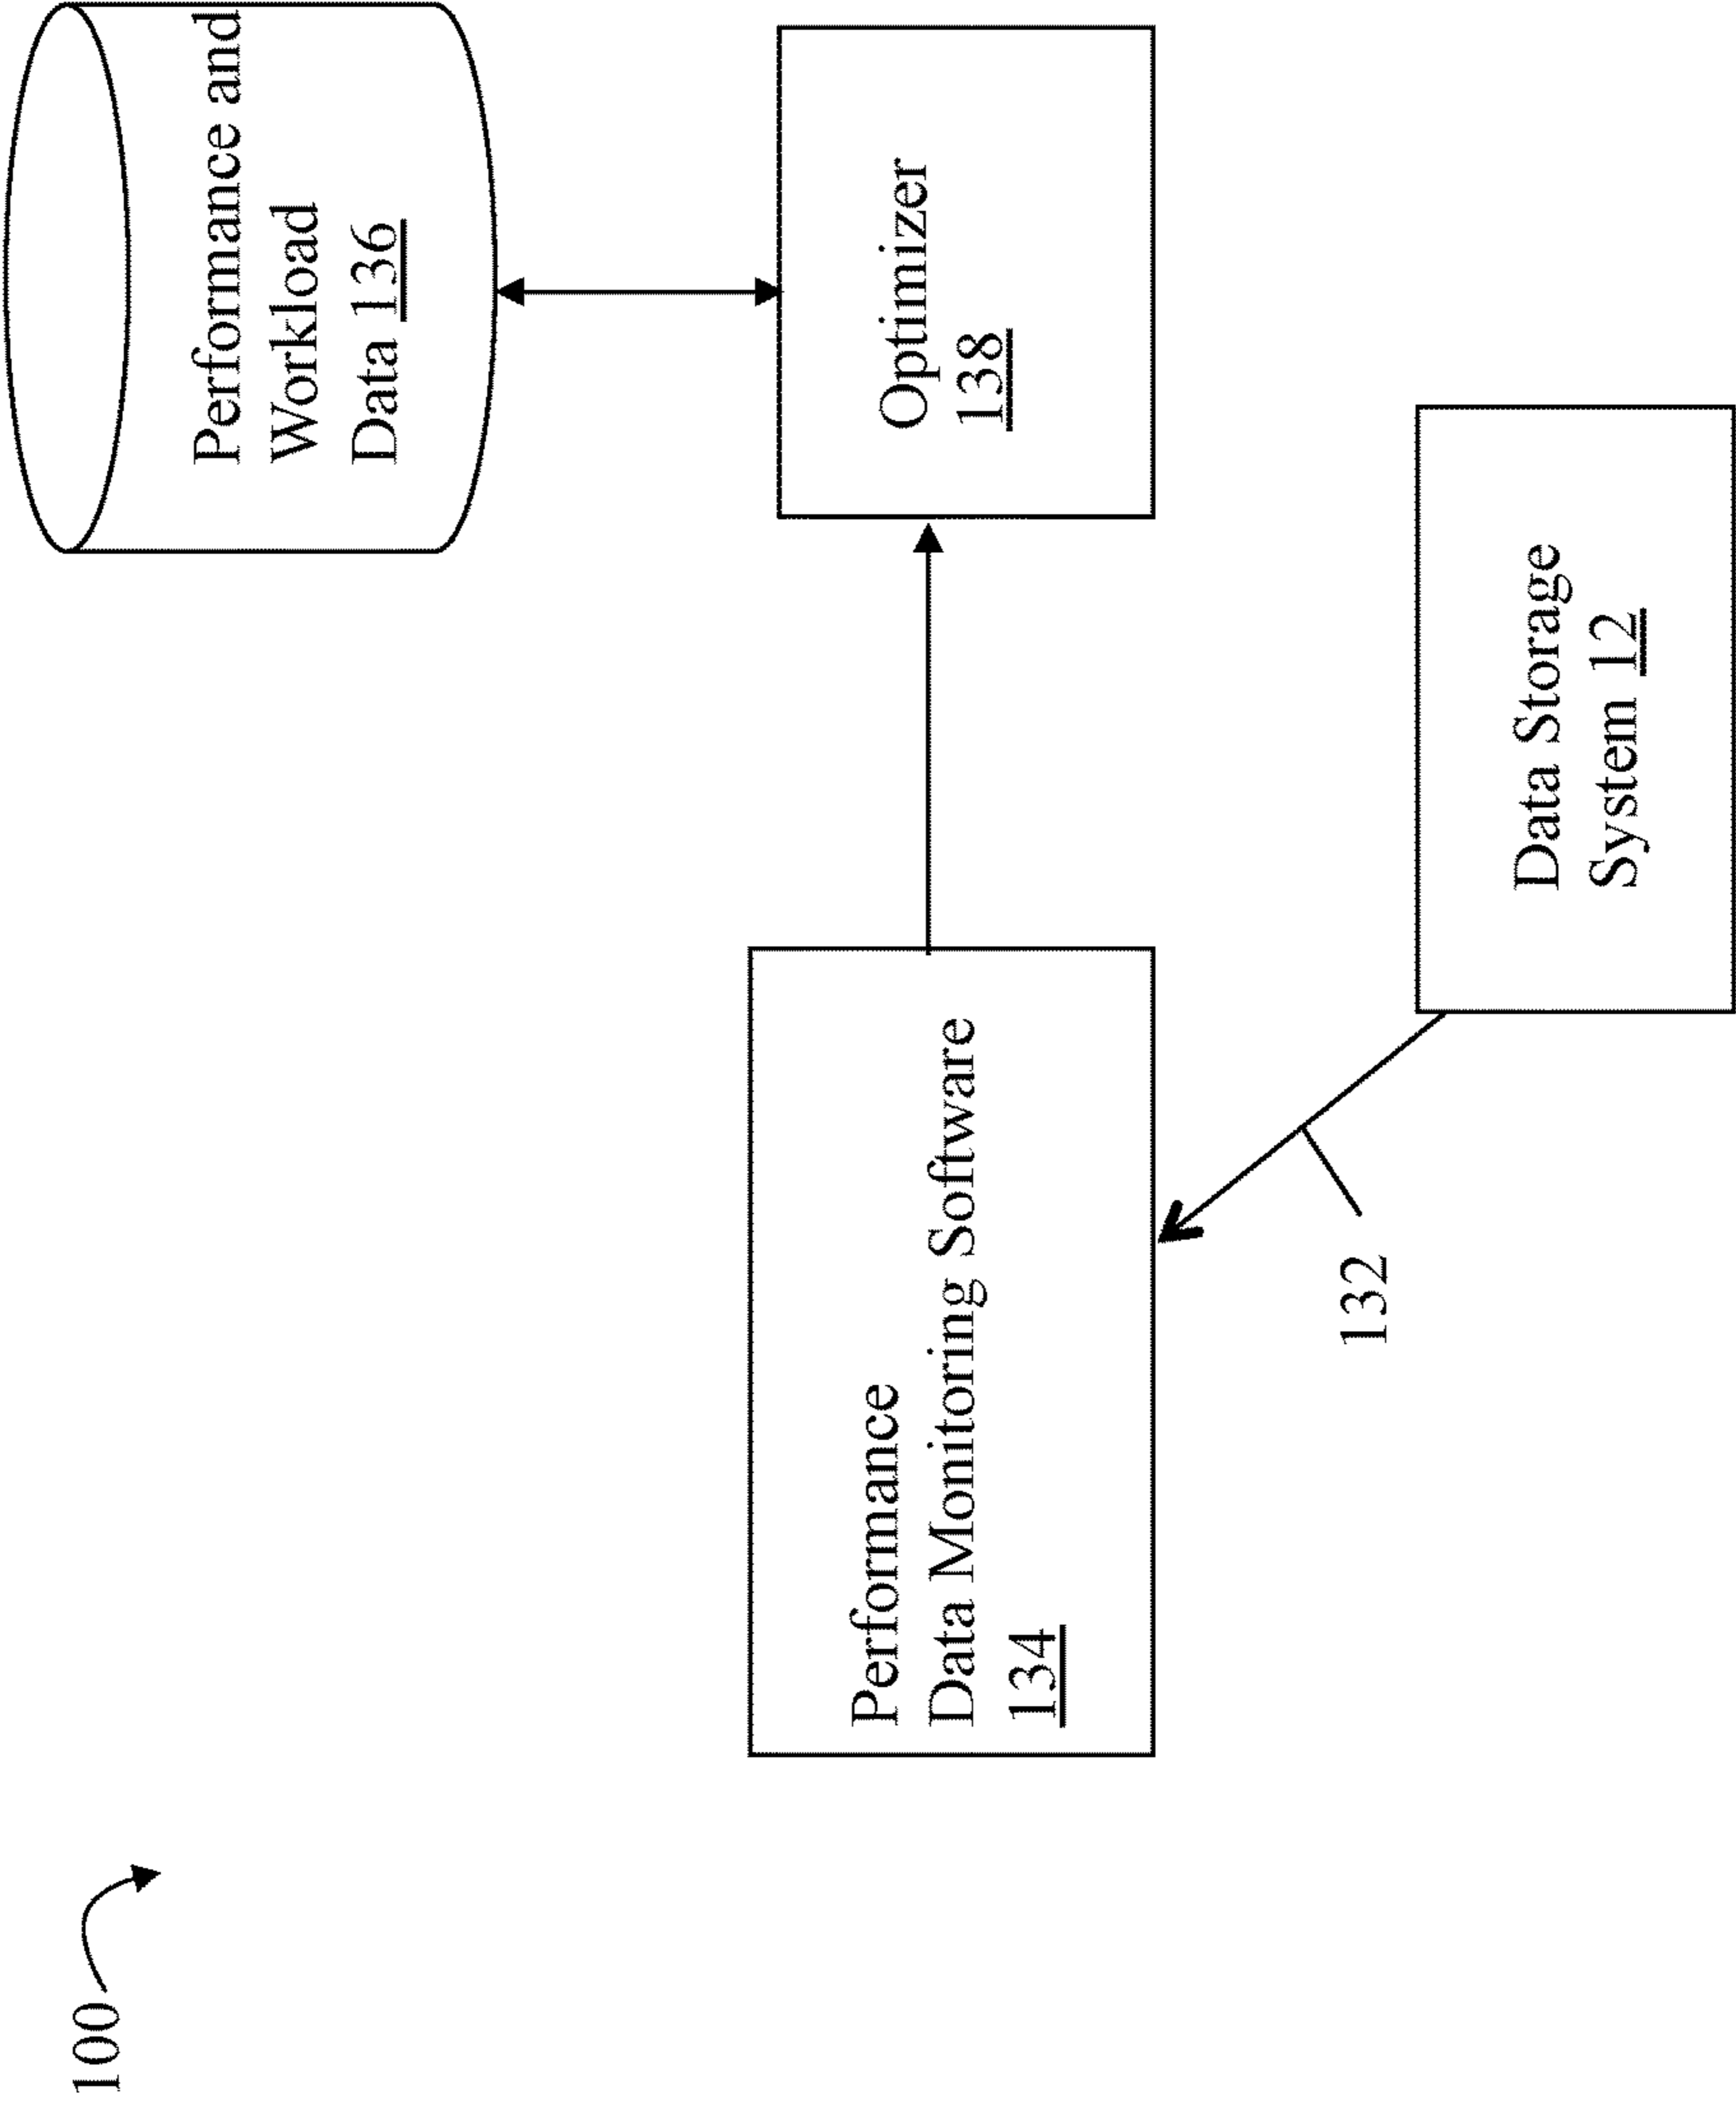 100
Performance
Data Monitoring Software
134
Performance and
Workload
Data 136
Optimizer
138
132
Data Storage
System 12